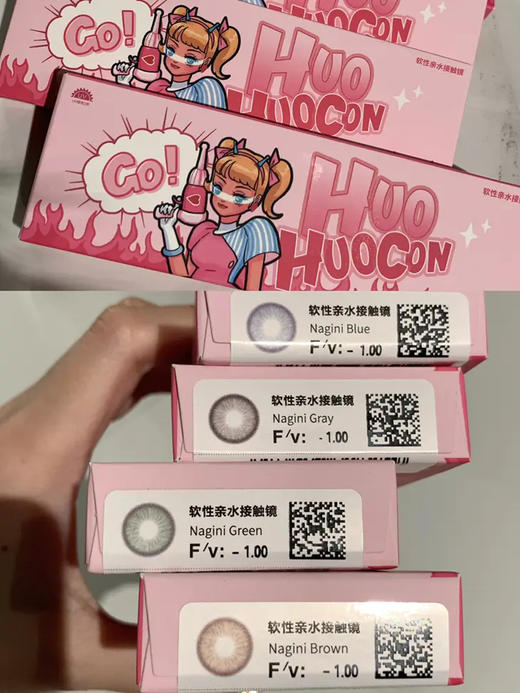 Go!
HUO
HUOCON
软性亲水接触镜
Go!
HUO
HUOCON
软性亲水接触
软性亲水接触镜
Nagini Blue
F′v: - 1.00
软性亲水接触镜
Nagini Gray
F′v: - 1.00
软性亲水接触镜
Nagini Green
F′v: - 1.00
软性亲水接触镜
Nagini Brown
F′v: - 1.00